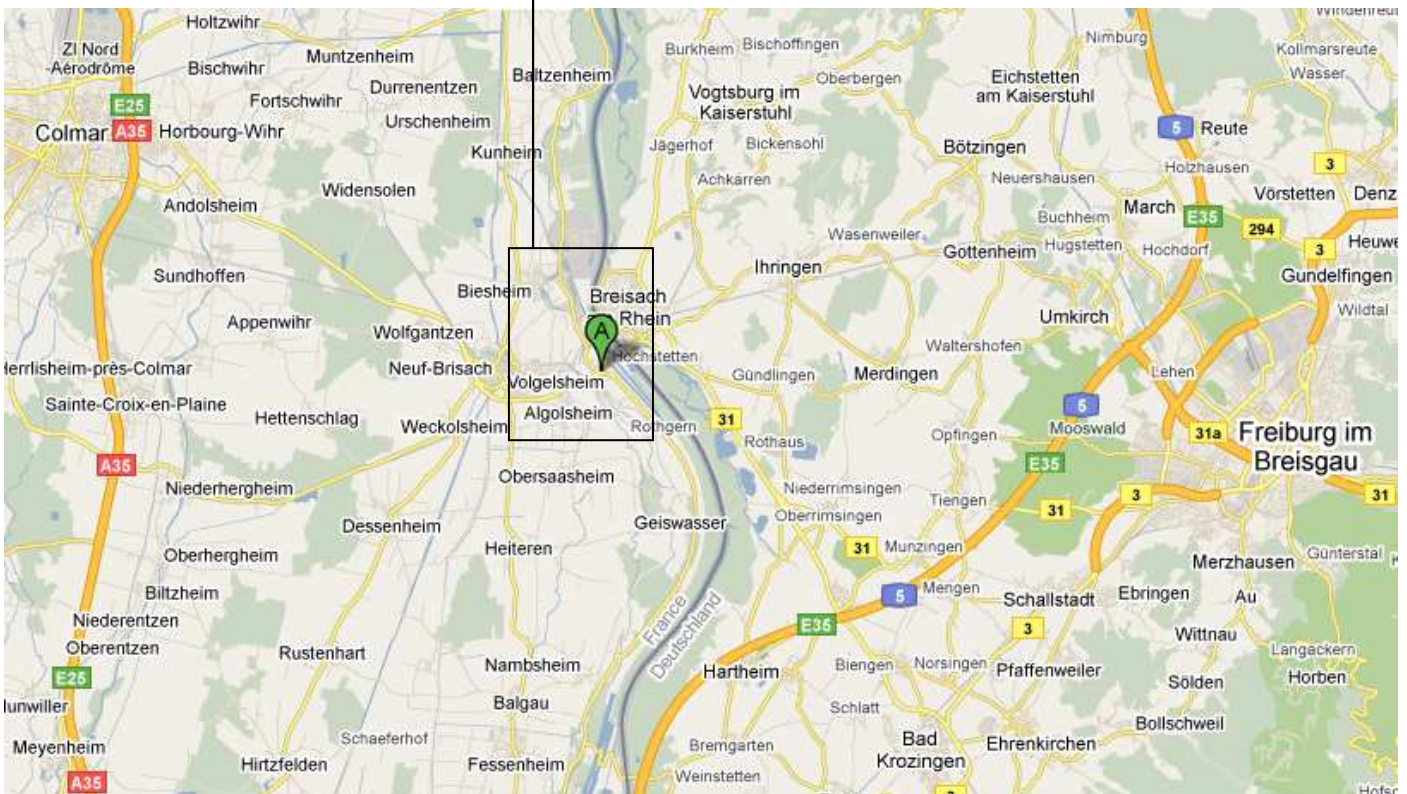 Holtzwihr
Windenreut
Nimburg
ZI Nord
-Aérodrôme
Muntzenheim
Burkheim
Bischoffingen
Kollmarsreute
Bischwihr
Baltzenheim
Oberbergen
Eichstetten
am Kaiserstuhl
Wasser
Durrenentzen
Vogtsburg im
Kaiserstuhl
E25
Fortschwihr
Urschenheim
Colmar
A35
Horbourg-Wihr
5
Reute
Kunheim
Jägerhof
Bickensohl
Bötzingen
Holzhausen
3
Widensolen
Achkarren
Neuershausen
Vörstetten
Denz
Andolsheim
March
E35
Buchheim
294
Wasenweiler
Gottenheim
Hugstetten
Hochdorf
3
Heuwe
Sundhoffen
Ihringen
Gundelfingen
Biesheim
Breisach
am Rhein
Wildtal
Appenwihr
Wolfgantzen
A
Umkirch
Waltershofen
Herrlisheim-près-Colmar
Neuf-Brisach
Hochstetten
Gündlingen
Merdingen
Lehen
Volgelsheim
Sainte-Croix-en-Plaine
Hettenschlag
Algolsheim
5
Weckolsheim
Rothgern
31
Mooswald
31a
Freiburg im
Breisgau
Rothaus
Opfingen
A35
E35
Obersaasheim
Niederhergheim
Niederrimsingen
Tiengen
3
31
Dessenheim
Geiswasser
Oberrimsingen
31
Heiteren
31
Munzingen
Oberhergheim
Merzhausen
Günterstal
Biltzheim
5
Mengen
Schallstadt
Ebringen
Au
Niederentzen
France
Deutschland
E35
3
Oberentzen
Rustenhart
Wittnau
Langackern
Nambsheim
Hartheim
Biengen
Norsingen
Pfaffenweiler
E25
Sölden
Horben
Munwiller
Balgau
Schlatt
Bollschweil
Meyenheim
Schaeferhof
Bremgarten
Bad
Krozingen
Ehrenkirchen
Hirtzfelden
Fessenheim
A35
Weinstetten
3